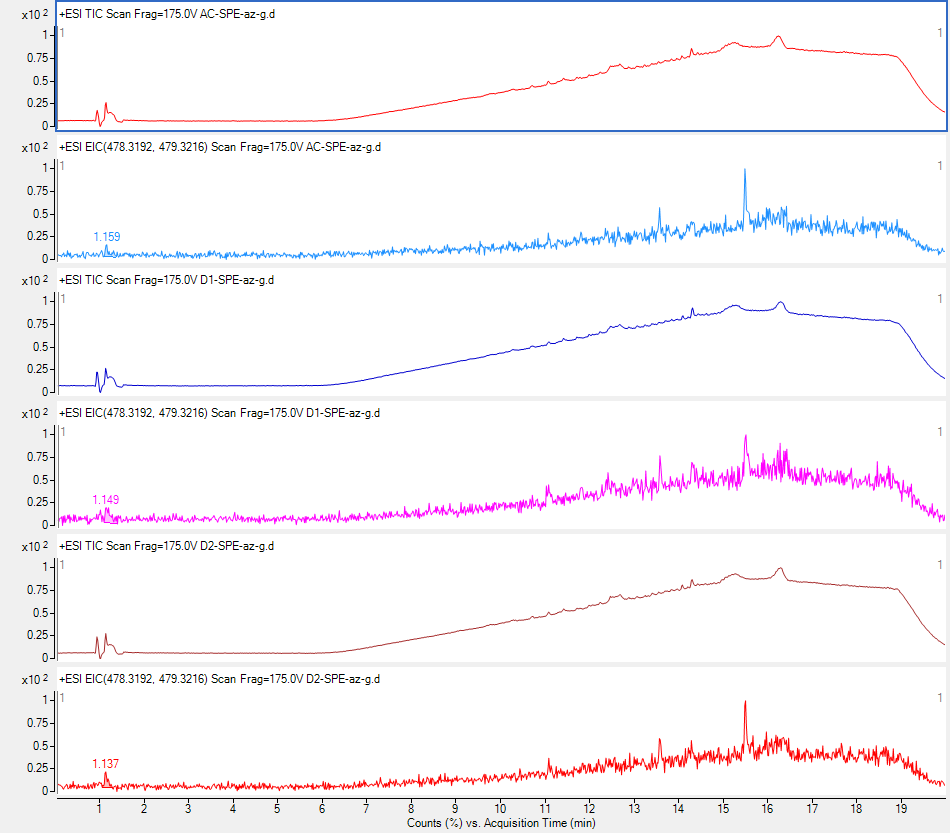 +ESI TIC Scan Frag=175.0V AC-SPE-az-g.d
x10 2
1 1
1
0.75
0.5
0.25
0
+ESI EIC(478.3192, 479.3216) Scan Frag=175.0V AC-SPE-az-g.d
x10 2
1 1
1
0.75
0.5
0.25
0
1.159
+ESI TIC Scan Frag=175.0V D1-SPE-az-g.d
x10 2
1 1
1
0.75
0.5
0.25
0
+ESI EIC(478.3192, 479.3216) Scan Frag=175.0V D1-SPE-az-g.d
x10 2
1 1
1
0.75
0.5
0.25
0
1.149
+ESI TIC Scan Frag=175.0V D2-SPE-az-g.d
x10 2
1 1
1
0.75
0.5
0.25
0
+ESI EIC(478.3192, 479.3216) Scan Frag=175.0V D2-SPE-az-g.d
x10 2
1 1
1
0.75
0.5
0.25
0
1.137
1 2 3 4 5 6 7 8 9 10 11 12 13 14 15 16 17 18 19
Counts (%) vs. Acquisition Time (min)